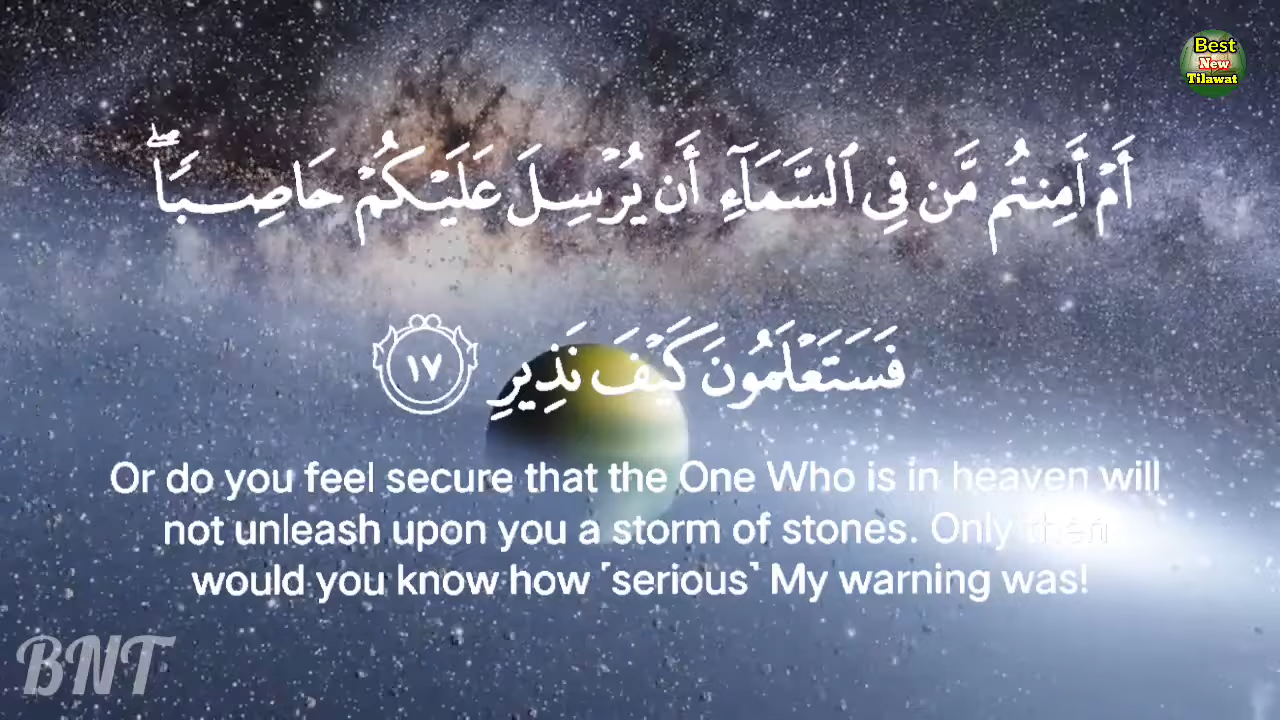 Best
New
Tilawat
أَمْ أَمِنتُم مَّن فِى ٱلسَّمَآءِ أَن يُرْسِلَ عَلَيْكُمْ حَاصِبًا ۖ
فَسَتَعْلَمُونَ كَيْفَ نَذِيرِ ١٧
Or do you feel secure that the One Who is in heaven will
not unleash upon you a storm of stones. Only then
would you know how ˹serious˺ My warning was!
BNT